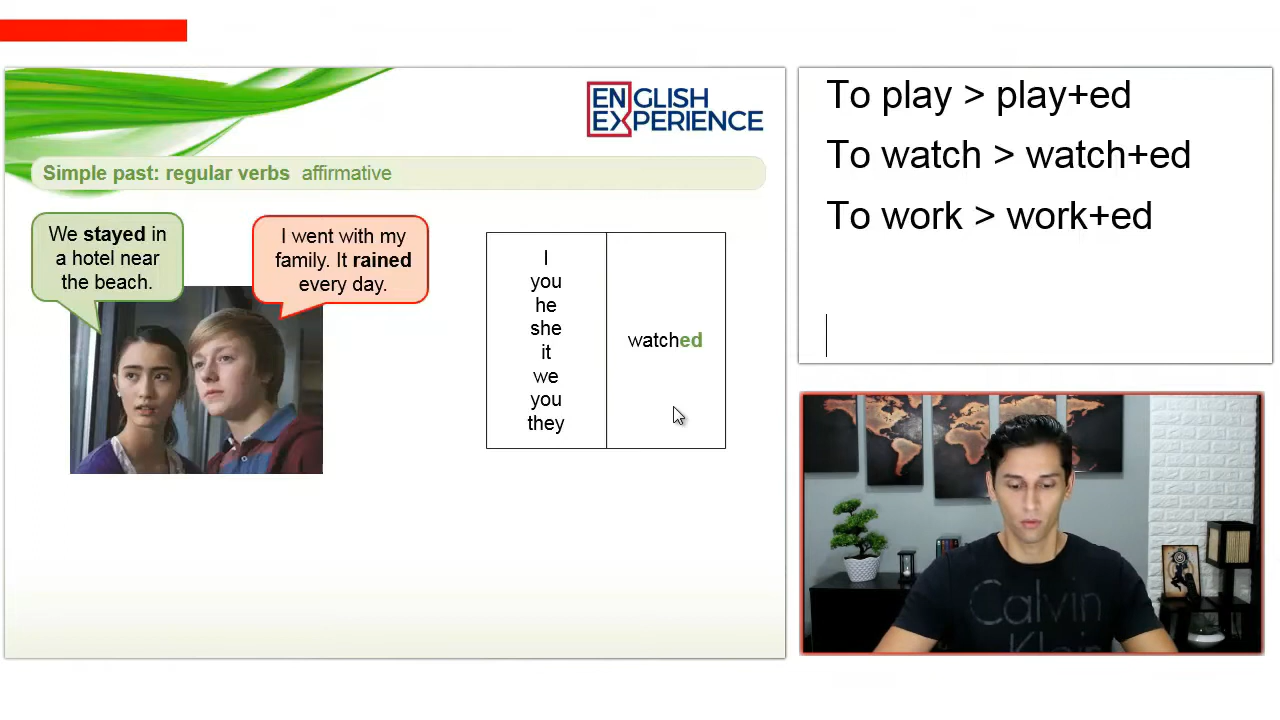 ENGLISH
EXPERIENCE
Simple past: regular verbs affirmative
We stayed in
a hotel near
the beach.
I went with my
family. It rained
every day.
I
you
he
she
it
we
you
they
watched
To play > play+ed
To watch > watch+ed
To work > work+ed
Calvin
Klein